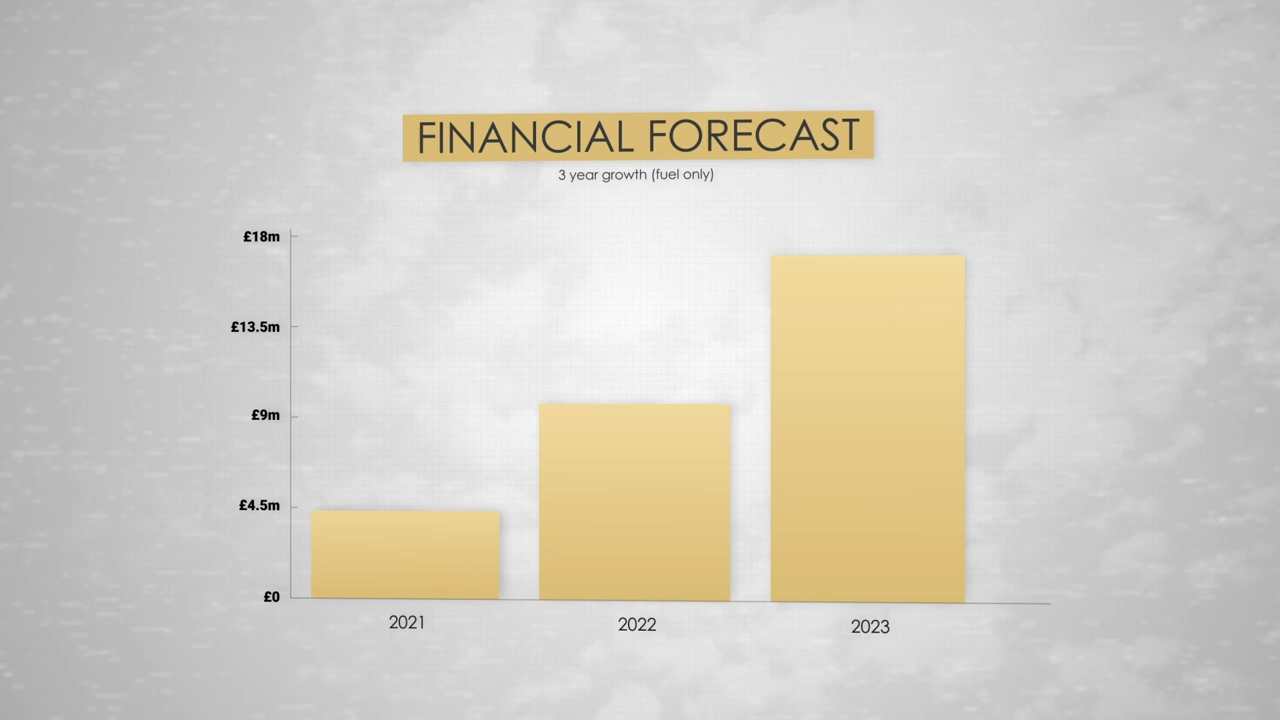 FINANCIAL FORECAST
3 year growth (fuel only)
£18m
£13.5m
£9m
£4.5m
£0
2021 2022 2023